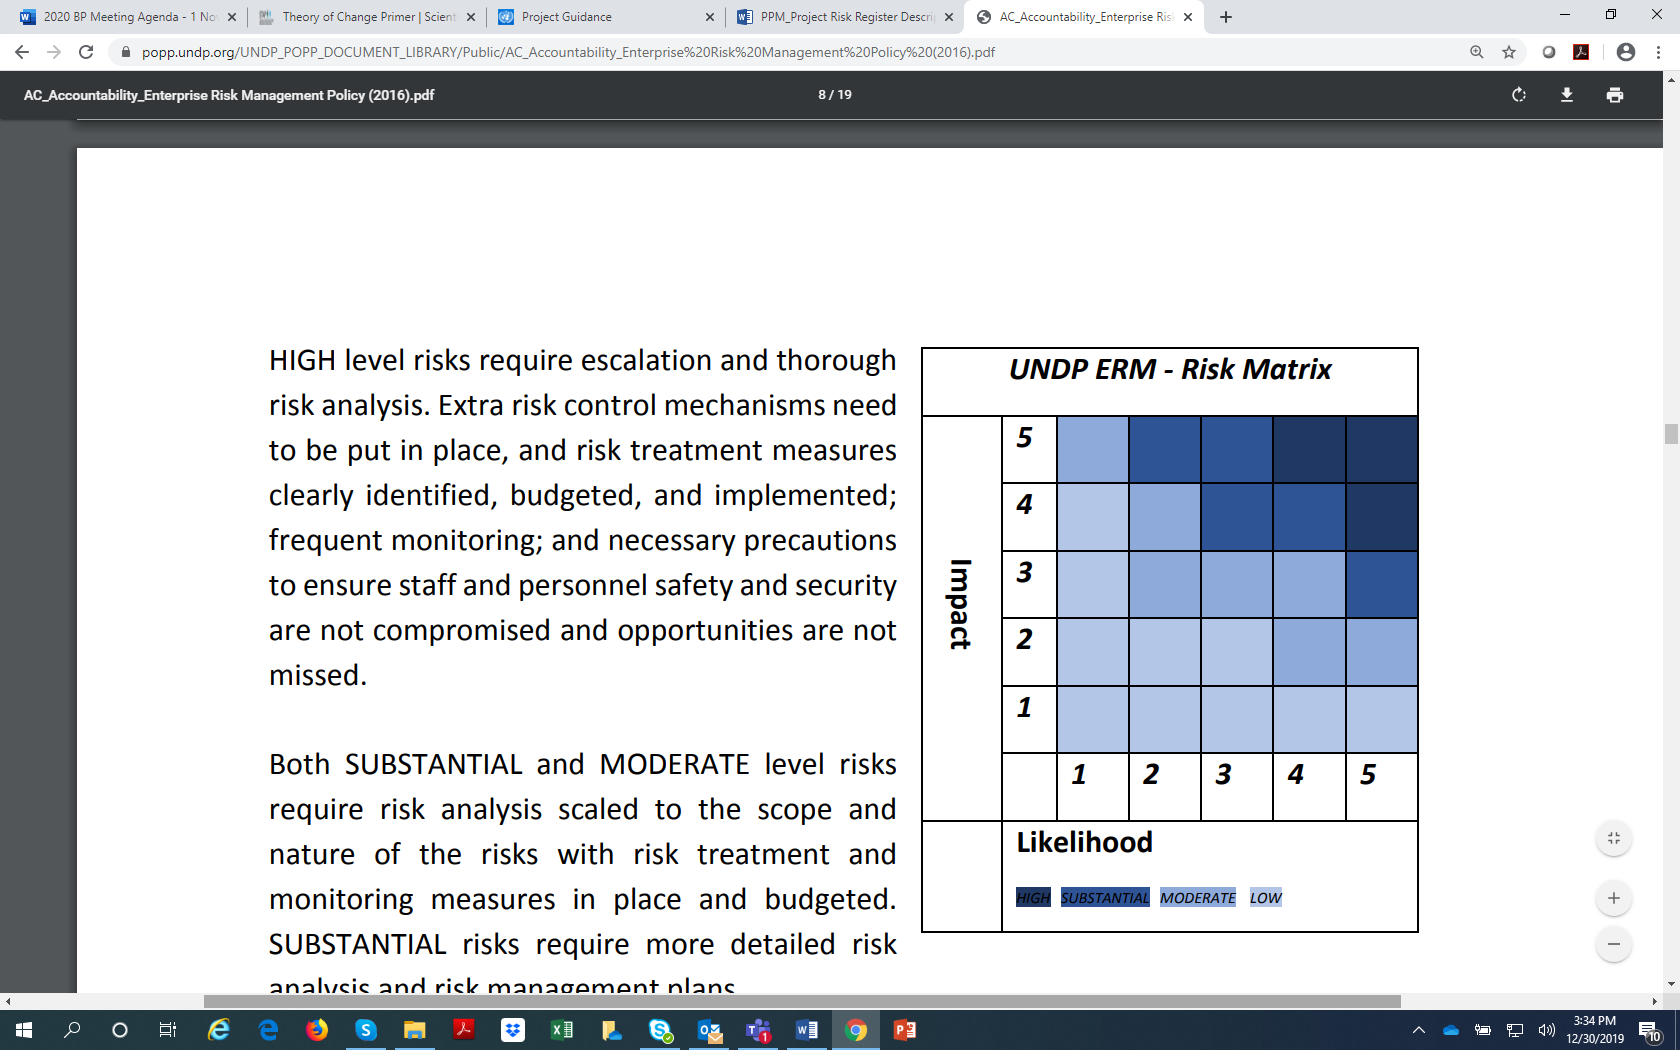 2020 BP Meeting Agenda - 1 No
Theory of Change Primer | Scient
Project Guidance
PPM_Project Risk Register Descri
AC_Accountability_Enterprise Ris
popp.undp.org/UNDP_POPP_DOCUMENT_LIBRARY/Public/AC_Accountability_Enterprise%20Risk%20Management%20Policy%20(2016).pdf
AC_Accountability_Enterprise Risk Management Policy (2016).pdf
8 / 19
HIGH level risks require escalation and thorough
risk analysis. Extra risk control mechanisms need
to be put in place, and risk treatment measures
clearly identified, budgeted, and implemented;
frequent monitoring; and necessary precautions
to ensure staff and personnel safety and security
are not compromised and opportunities are not
missed.
Both SUBSTANTIAL and MODERATE level risks
require risk analysis scaled to the scope and
nature of the risks with risk treatment and
monitoring measures in place and budgeted.
SUBSTANTIAL risks require more detailed risk
analysis and risk management plans.
UNDP ERM - Risk Matrix
Impact
5
4
3
2
1
1 2 3 4 5
Likelihood
HIGH SUBSTANTIAL MODERATE LOW
3:34 PM
12/30/2019
10